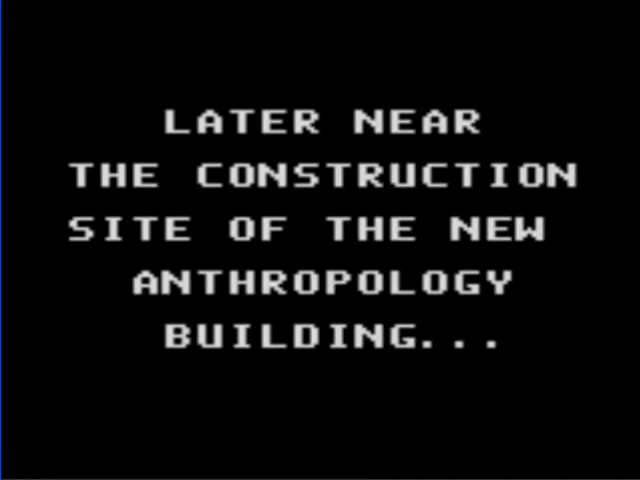 LATER NEAR
THE CONSTRUCTION
SITE OF THE NEW
ANTHROPOLOGY
BUILDING...